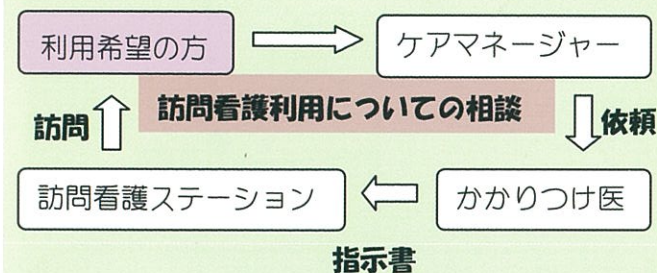 利用希望の方
ケアマネージャー
訪問看護利用についての相談
訪問
依頼
訪問看護ステーション
かかりつけ医
指示書